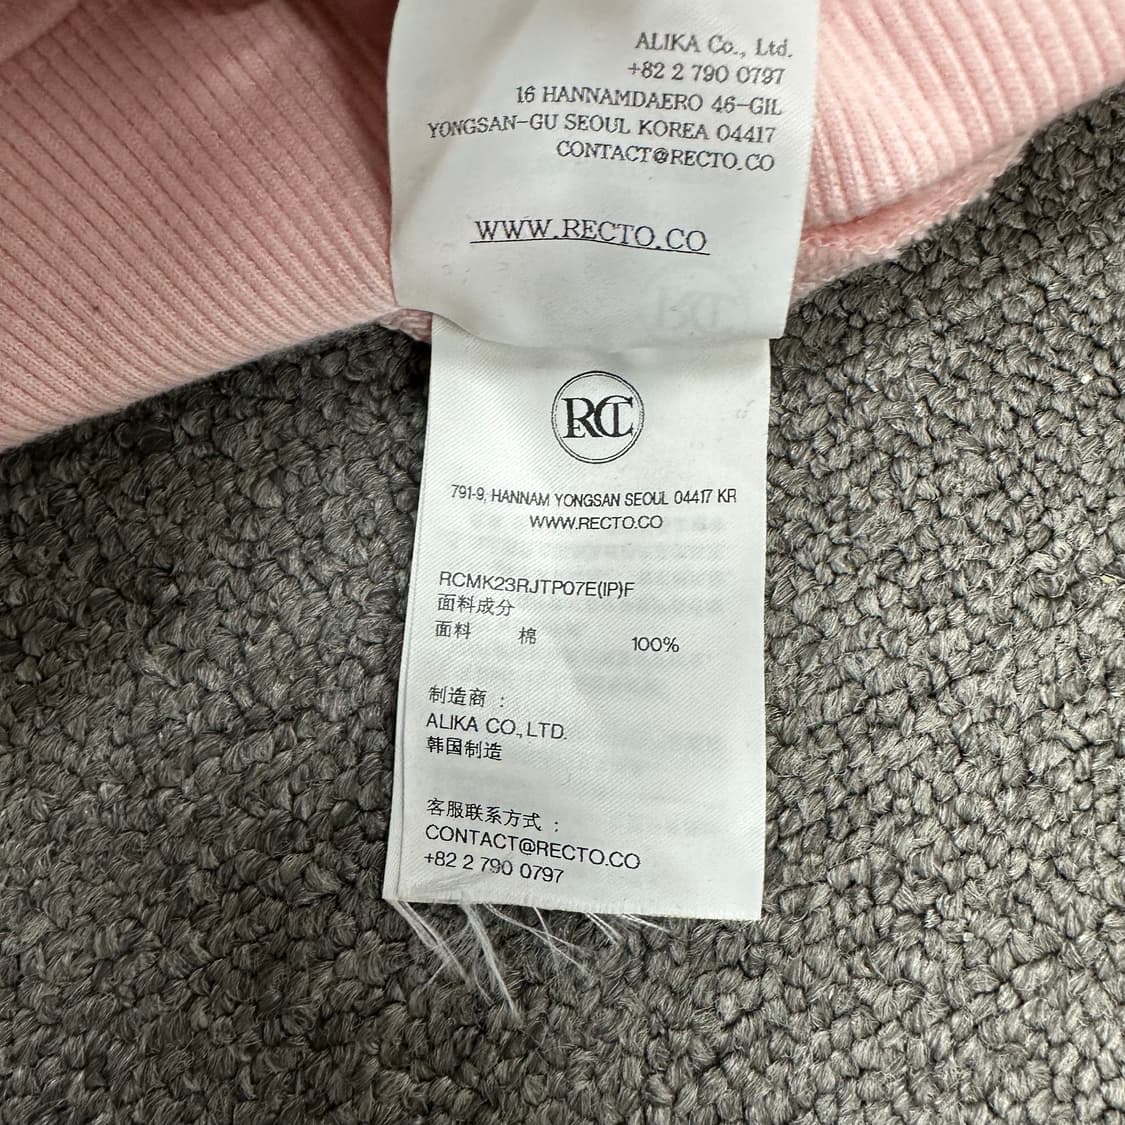 ALIKA Co., Ltd.
+82 2 790 0797
16 HANNAMDAERO 46-GIL
YONGSAN-GU SEOUL KOREA 04417
CONTACT@RECTO.CO
WWW.RECTO.CO
RCT
791-9, HANNAM YONGSAN SEOUL 04417 KR
WWW.RECTO.CO
RCMK23RJTP07E(IP)F
面料成分
面料 棉 100%
制造商 :
ALIKA CO., LTD.
韩国制造
客服联系方式 :
CONTACT@RECTO.CO
+82 2 790 0797